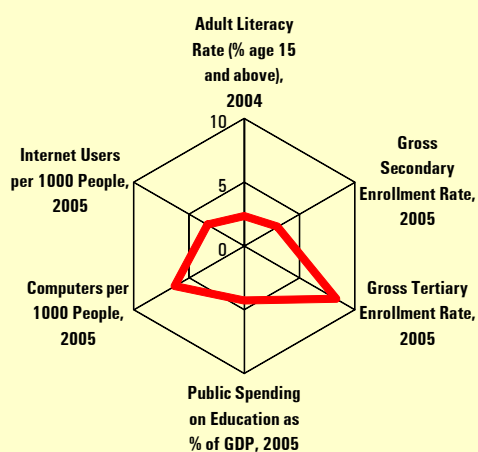 Adult Literacy
Rate (% age 15
and above),
2004
10
5
0
Gross
Secondary
Enrollment Rate,
2005
Gross Tertiary
Enrollment Rate,
2005
Public Spending
on Education as
% of GDP, 2005
Computers per
1000 People,
2005
Internet Users
per 1000 People,
2005